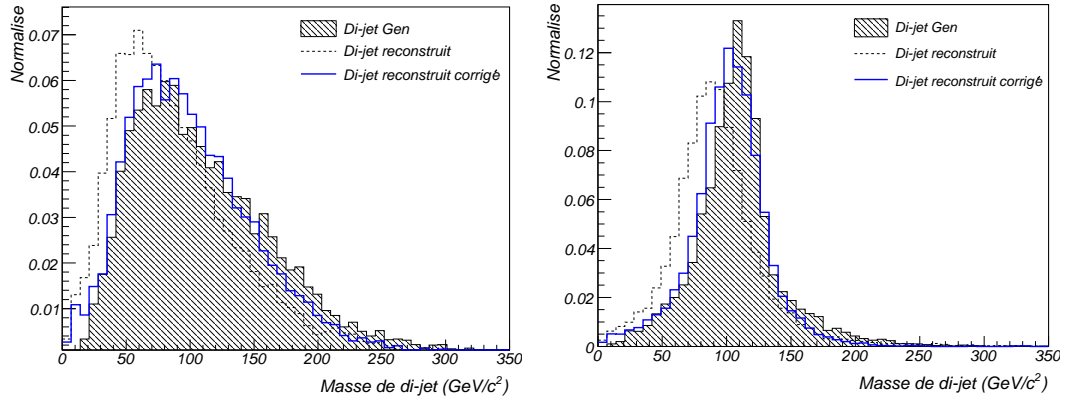 Normalise
0.07
0.06
0.05
0.04
0.03
0.02
0.01
0 50 100 150 200 250 300 350
Masse de di-jet (GeV/c²)
Di-jet Gen
Di-jet reconstruit
Di-jet reconstruit corrigé
Normalise
0.12
0.1
0.08
0.06
0.04
0.02
0
0 50 100 150 200 250 300 350
Masse de di-jet (GeV/c²)
Di-jet Gen
Di-jet reconstruit
Di-jet reconstruit corrigé